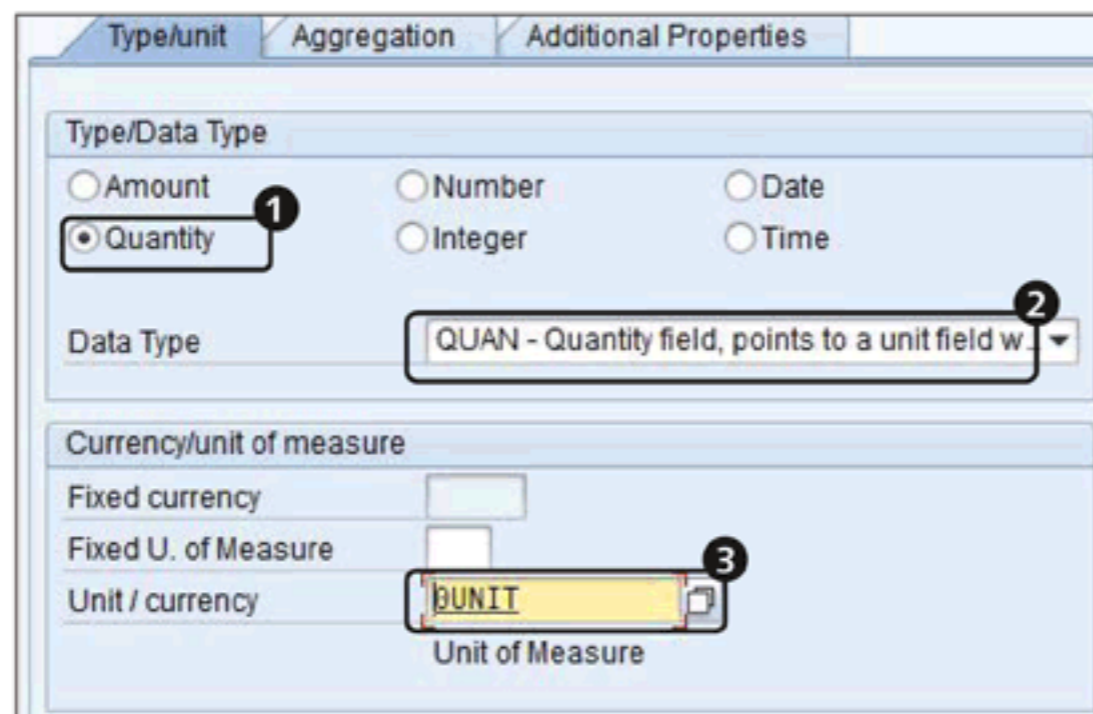 Type/unit Aggregation Additional Properties
Type/Data Type
Amount Number Date
1
Quantity Integer Time
2
Data Type QUAN - Quantity field, points to a unit field w...
Currency/unit of measure
Fixed currency
Fixed U. of Measure
3
Unit / currency 0UNIT
Unit of Measure